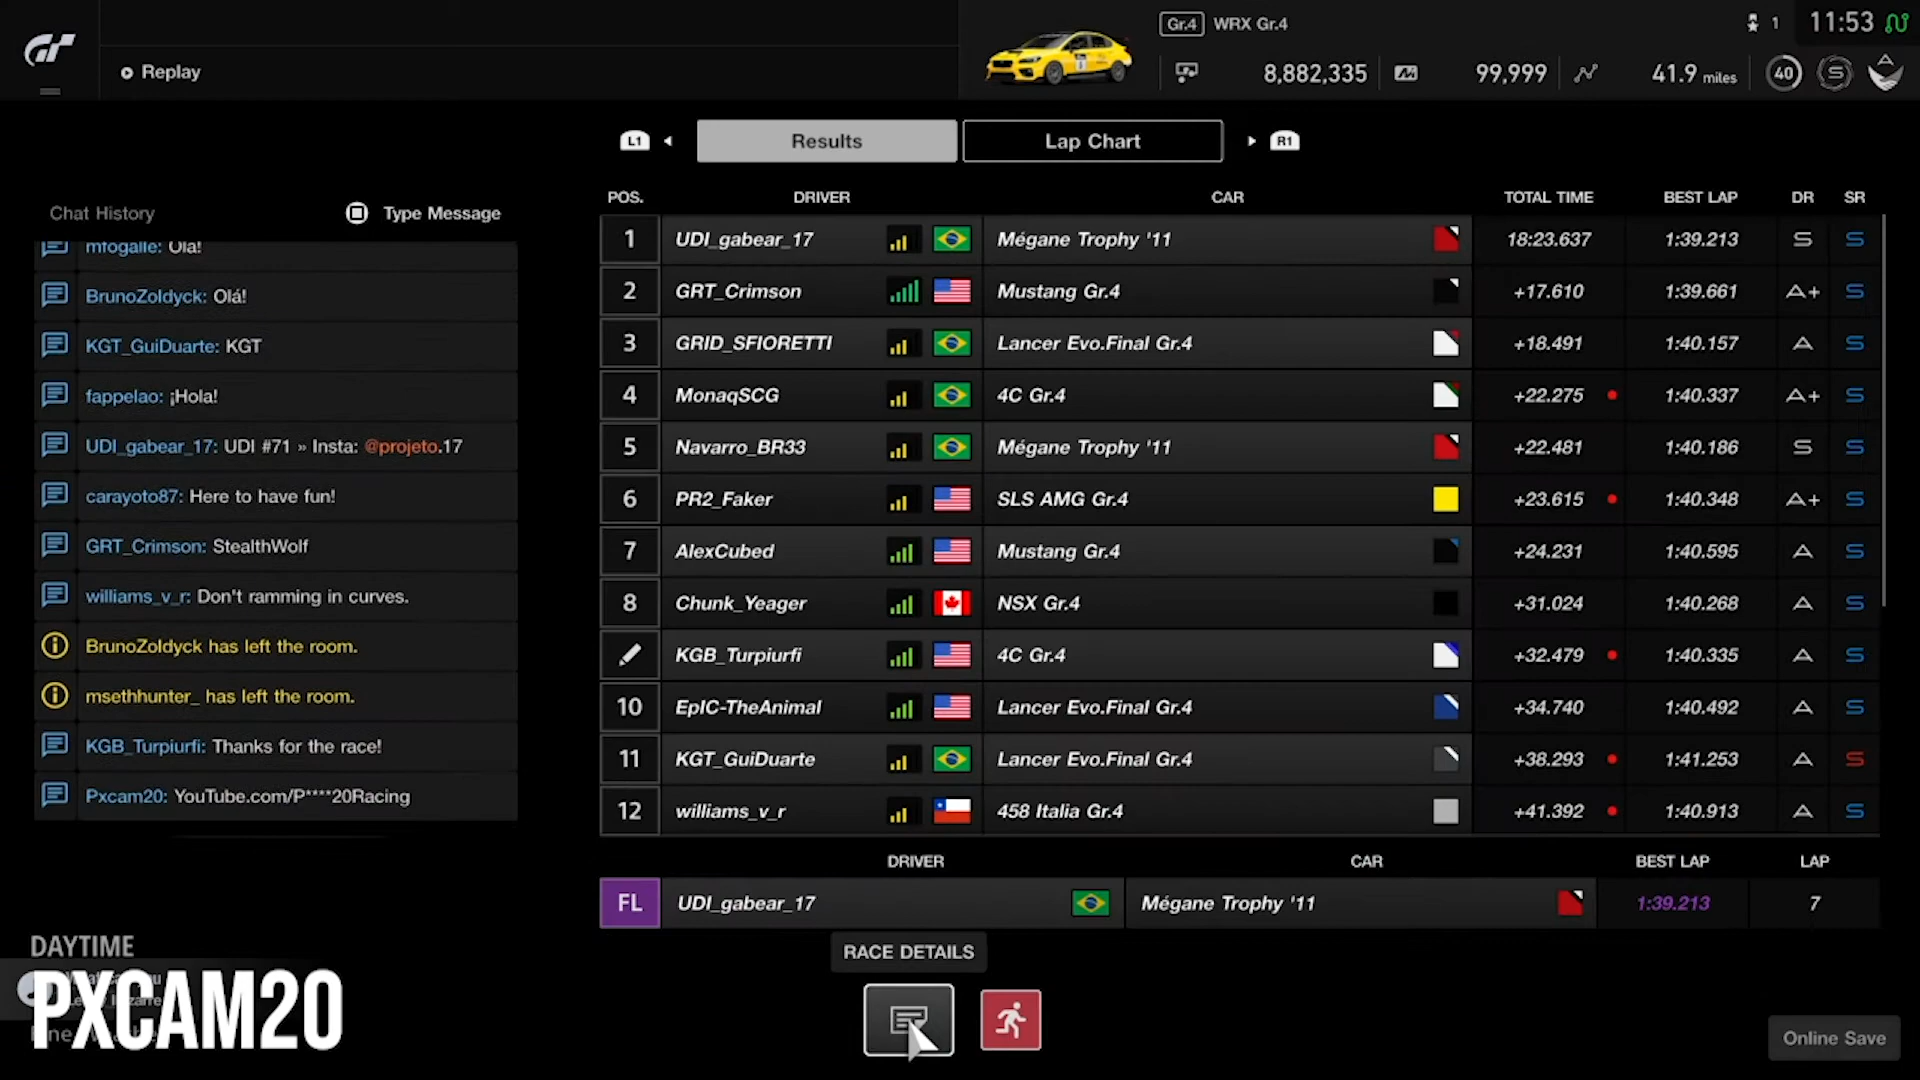 Gr.4 WRX Gr.4
1 11:53
Replay
8,882,335 99,999 41.9 miles 40 S A
L1 Results Lap Chart R1
Chat History Type Message
mfogalle: Olá!
BrunoZoldyck: Olá!
KGT_GuiDuarte: KGT
fappelao: ¡Hola!
UDI_gabear_17: UDI #71 » Insta: @projeto.17
carayoto87: Here to have fun!
GRT_Crimson: StealthWolf
williams_v_r: Don't ramming in curves.
BrunoZoldyck has left the room.
msethhunter_ has left the room.
KGB_Turpiurfi: Thanks for the race!
Pxcam20: YouTube.com/P****20Racing
POS. DRIVER CAR TOTAL TIME BEST LAP DR SR
1 UDI_gabear_17 Mégane Trophy '11 18:23.637 1:39.213 S S
2 GRT_Crimson Mustang Gr.4 +17.610 1:39.661 A+ S
3 GRID_SFIORETTI Lancer Evo.Final Gr.4 +18.491 1:40.157 A S
4 MonaqSCG 4C Gr.4 +22.275 1:40.337 A+ S
5 Navarro_BR33 Mégane Trophy '11 +22.481 1:40.186 S S
6 PR2_Faker SLS AMG Gr.4 +23.615 1:40.348 A+ S
7 AlexCubed Mustang Gr.4 +24.231 1:40.595 A S
8 Chunk_Yeager NSX Gr.4 +31.024 1:40.268 A S
KGB_Turpiurfi 4C Gr.4 +32.479 1:40.335 A S
10 EpIC-TheAnimal Lancer Evo.Final Gr.4 +34.740 1:40.492 A S
11 KGT_GuiDuarte Lancer Evo.Final Gr.4 +38.293 1:41.253 A S
12 williams_v_r 458 Italia Gr.4 +41.392 1:40.913 A S
DRIVER CAR BEST LAP LAP
FL UDI_gabear_17 Mégane Trophy '11 1:39.213 7
RACE DETAILS
DAYTIME
PXCAM20
Online Save